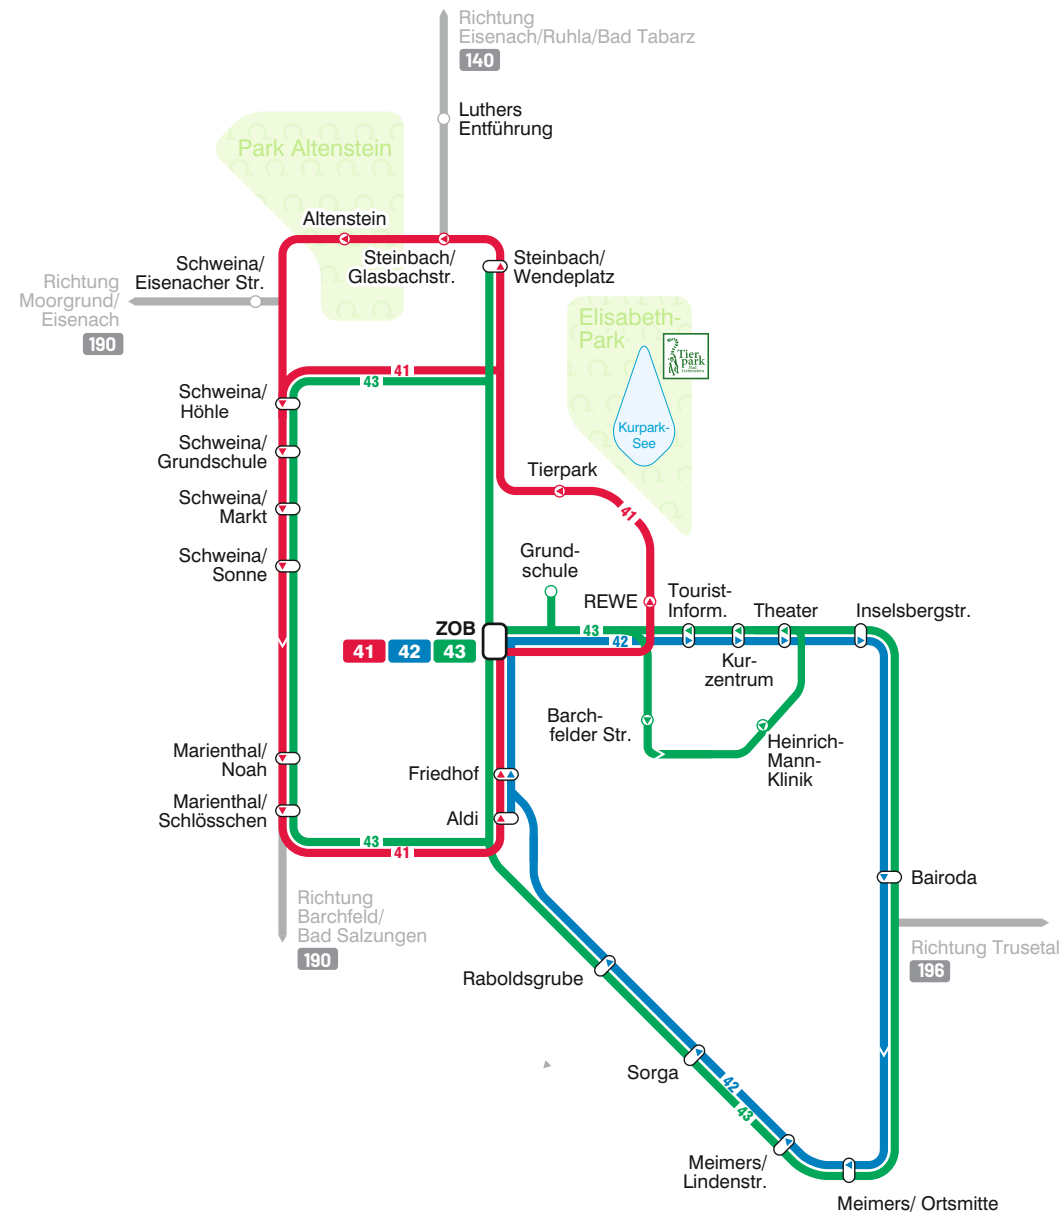 Richtung
Eisenach/Ruhla/Bad Tabarz
140
Luthers
Entführung
Park Altenstein
Altenstein
Schweina/
Eisenacher Str.
Steinbach/
Glasbachstr.
Steinbach/
Wendeplatz
Richtung
Moorgrund/
Eisenach
190
Elisabeth-
Park
Tier
park
Bad
Liebenstein
Kurpark-
See
41
43
Schweina/
Höhle
Schweina/
Grundschule
Schweina/
Markt
Schweina/
Sonne
Tierpark
41
Grund-
schule
REWE
Tourist-
Inform.
Theater
Inselsbergstr.
ZOB
41 42 43
43
42
Kur-
zentrum
Barch-
felder Str.
Heinrich-
Mann-
Klinik
Marienthal/
Noah
Marienthal/
Schlösschen
Friedhof
Aldi
43
41
Bairoda
Richtung
Barchfeld/
Bad Salzungen
190
Richtung Trusetal
196
Raboldsgrube
Sorga
42
43
Meimers/
Lindenstr.
Meimers/ Ortsmitte